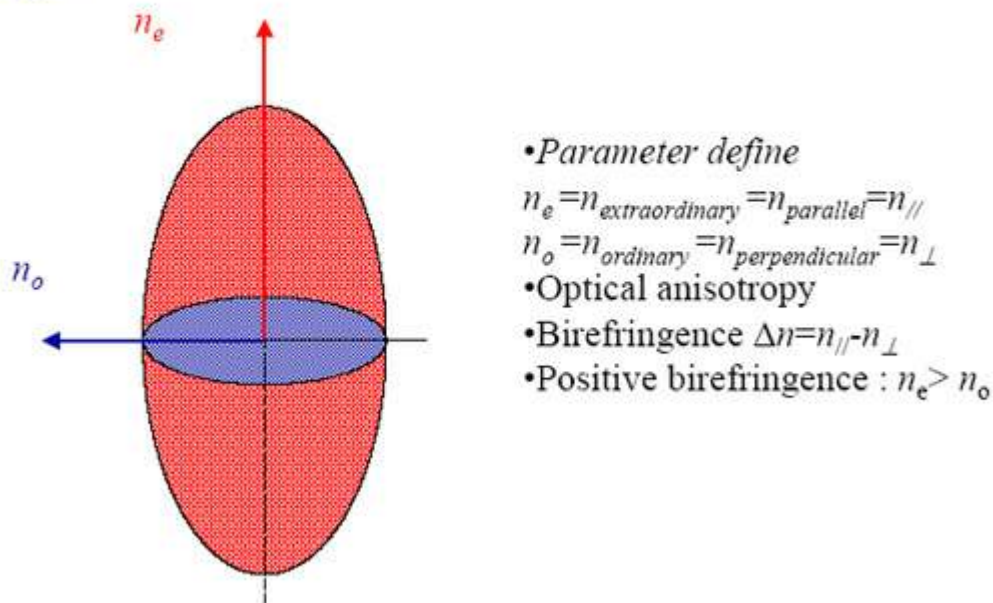 n_e
n_o
•Parameter define
n_e=n_extraordinary=n_parallel=n_//
n_o=n_ordinary=n_perpendicular=n_⊥
•Optical anisotropy
•Birefringence Δn=n_//-n_⊥
•Positive birefringence : n_e> n_o